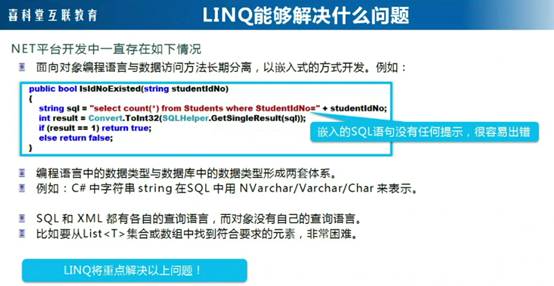 喜科堂互联教育
LINQ能够解决什么问题
NET平台开发中一直存在如下情况
面向对象编程语言与数据访问方法长期分离，以嵌入式的方式开发。例如：
public bool IsIdNoExisted(string studentIdNo)
{
string sql = "select count(*) from Students where StudentIdNo=" + studentIdNo;
int result = Convert.ToInt32(SQLHelper.GetSingleResult(sql));
if (result == 1) return true;
else return false;
}
嵌入的SQL语句没有任何提示，很容易出错
编程语言中的数据类型与数据库中的数据类型形成两套体系。
例如：C# 中字符串 string 在SQL 中用 NVarchar/Varchar/Char 来表示。
SQL 和 XML 都有各自的查询语言，而对象没有自己的查询语言。
比如要从List<T>集合或数组中找到符合要求的元素，非常困难。
LINQ将重点解决以上问题！